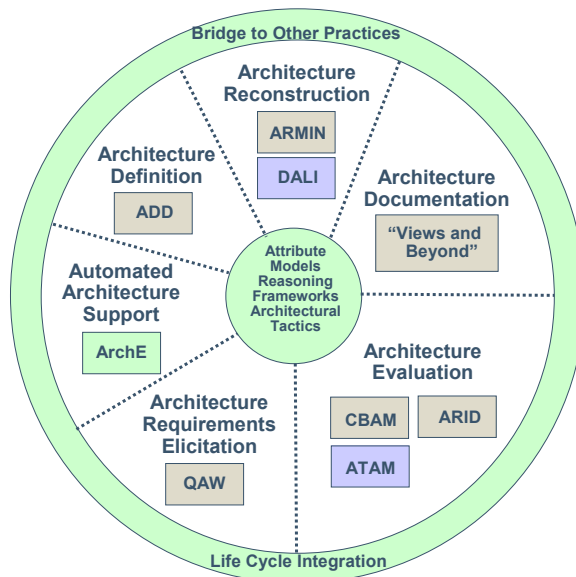 Bridge to Other Practices
Architecture
Reconstruction
ARMIN
DALI
Architecture
Definition
ADD
Architecture
Documentation
“Views and
Beyond”
Attribute
Models
Reasoning
Frameworks
Architectural
Tactics
Automated
Architecture
Support
ArchE
Architecture
Evaluation
CBAM
ARID
ATAM
Architecture
Requirements
Elicitation
QAW
Life Cycle Integration